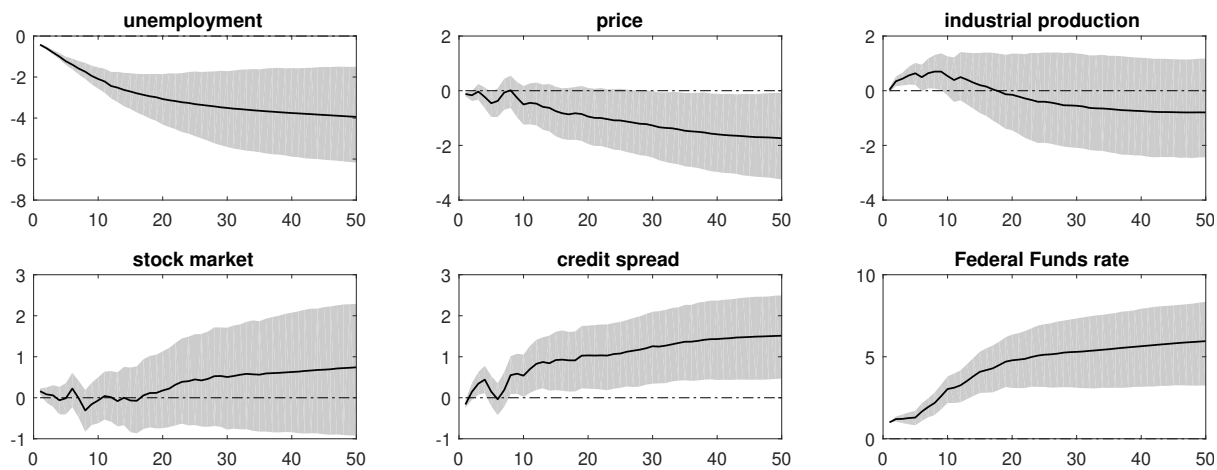 unemployment
0
-2
-4
-6
-8
0 10 20 30 40 50
price
2
0
-2
-4
0 10 20 30 40 50
industrial production
2
0
-2
-4
0 10 20 30 40 50
stock market
3
2
1
0
-1
0 10 20 30 40 50
credit spread
3
2
1
0
-1
0 10 20 30 40 50
Federal Funds rate
10
5
0
0 10 20 30 40 50